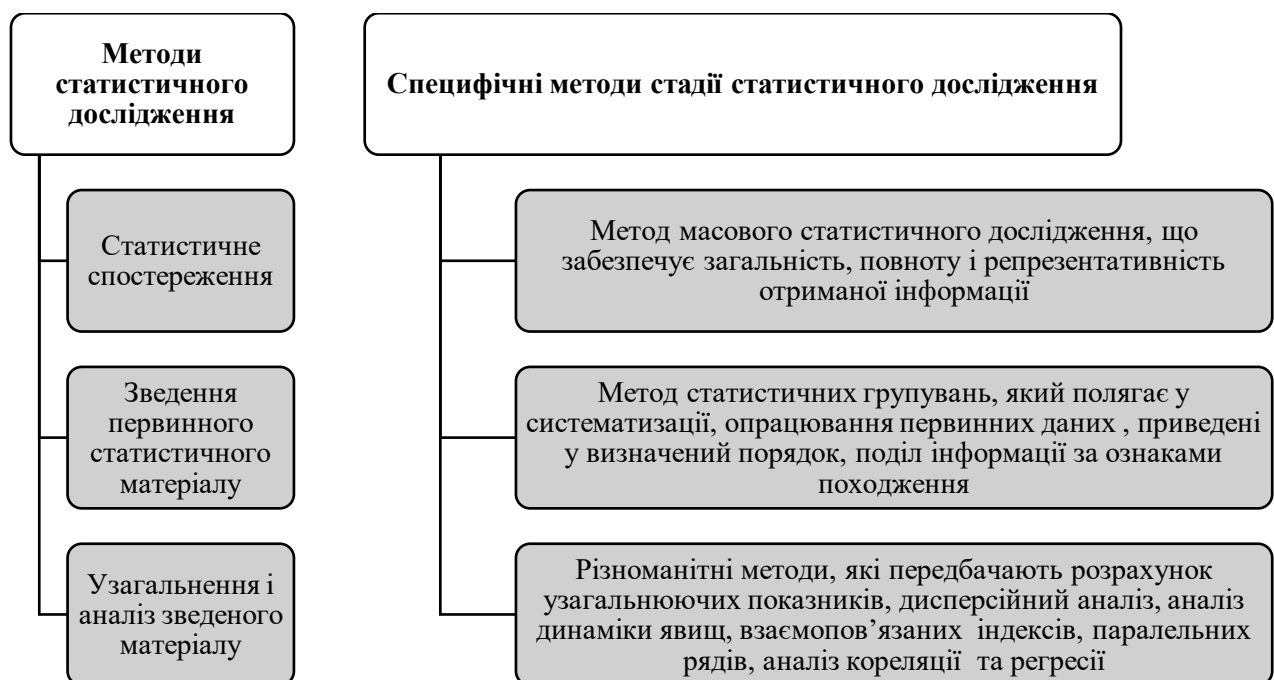 Методи
статистичного
дослідження
Специфічні методи стадії статистичного дослідження
Статистичне
спостереження
Метод масового статистичного дослідження, що
забезпечує загальність, повноту і репрезентативність
отриманої інформації
Зведення
первинного
статистичного
матеріалу
Метод статистичних групувань, який полягає у
систематизації, опрацювання первинних даних , приведені
у визначений порядок, поділ інформації за ознаками
походження
Узагальнення і
аналіз зведеного
матеріалу
Різноманітні методи, які передбачають розрахунок
узагальнюючих показників, дисперсійний аналіз, аналіз
динаміки явищ, взаємопов’язаних індексів, паралельних
рядів, аналіз кореляції та регресії